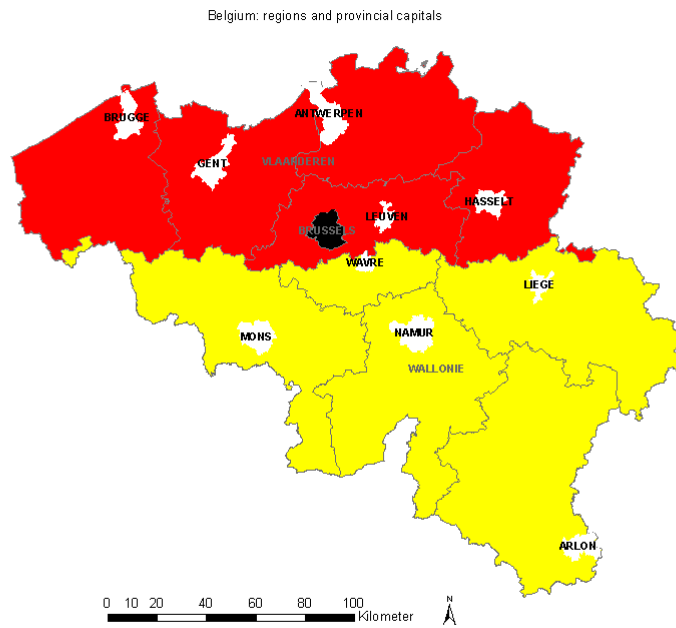 Belgium: regions and provincial capitals
ANTWERPEN
BRUGGE
GENT
VLAANDEREN
HASSELT
LEUVEN
BRUSSELS
WAVRE
LIEGE
MONS
NAMUR
WALLONIE
ARLON
0 10 20 40 60 80 100
Kilometer
N